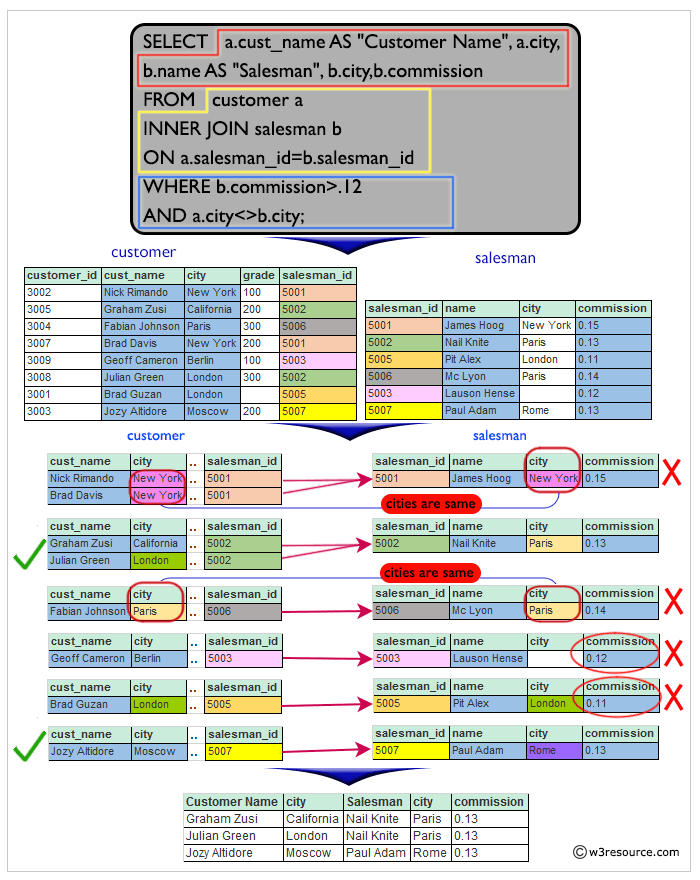 SELECT a.cust_name AS "Customer Name", a.city,
b.name AS "Salesman", b.city,b.commission
FROM customer a
INNER JOIN salesman b
ON a.salesman_id=b.salesman_id
WHERE b.commission>.12
AND a.city<>b.city;
customer
customer_id cust_name city grade salesman_id
3002 Nick Rimando New York 100 5001
3005 Graham Zusi California 200 5002
3004 Fabian Johnson Paris 300 5006
3007 Brad Davis New York 200 5001
3009 Geoff Cameron Berlin 100 5003
3008 Julian Green London 300 5002
3001 Brad Guzan London 5005
3003 Jozy Altidore Moscow 200 5007
salesman
salesman_id name city commission
5001 James Hoog New York 0.15
5002 Nail Knite Paris 0.13
5005 Pit Alex London 0.11
5006 Mc Lyon Paris 0.14
5003 Lauson Hense 0.12
5007 Paul Adam Rome 0.13
customer salesman
cust_name city .. salesman_id salesman_id name city commission
Nick Rimando New York .. 5001 5001 James Hoog New York 0.15
Brad Davis New York .. 5001
cities are same
cust_name city .. salesman_id salesman_id name city commission
Graham Zusi California .. 5002 5002 Nail Knite Paris 0.13
Julian Green London .. 5002
cities are same
cust_name city .. salesman_id salesman_id name city commission
Fabian Johnson Paris .. 5006 5006 Mc Lyon Paris 0.14
cust_name city .. salesman_id salesman_id name city commission
Geoff Cameron Berlin .. 5003 5003 Lauson Hense 0.12
cust_name city .. salesman_id salesman_id name city commission
Brad Guzan London .. 5005 5005 Pit Alex London 0.11
cust_name city .. salesman_id salesman_id name city commission
Jozy Altidore Moscow .. 5007 5007 Paul Adam Rome 0.13
Customer Name city Salesman city commission
Graham Zusi California Nail Knite Paris 0.13
Julian Green London Nail Knite Paris 0.13
Jozy Altidore Moscow Paul Adam Rome 0.13
© w3resource.com